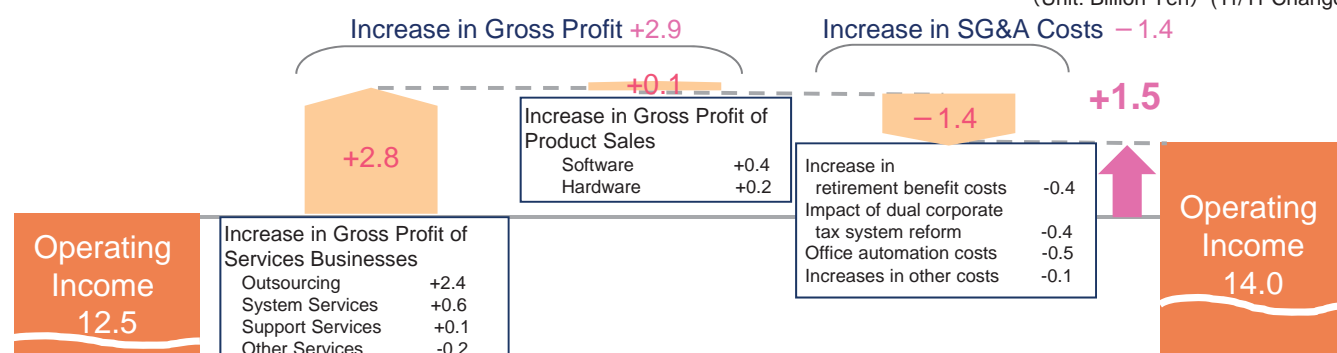 Increase in Gross Profit +2.9
Increase in SG&A Costs －1.4
+2.8
+0.1
－1.4
+1.5
Increase in Gross Profit of
Product Sales
Software +0.4
Hardware +0.2
Increase in
retirement benefit costs -0.4
Impact of dual corporate
tax system reform -0.4
Office automation costs -0.5
Increases in other costs -0.1
Operating
Income
12.5
Increase in Gross Profit of
Services Businesses
Outsourcing +2.4
System Services +0.6
Support Services +0.1
Other Services -0.2
Operating
Income
14.0